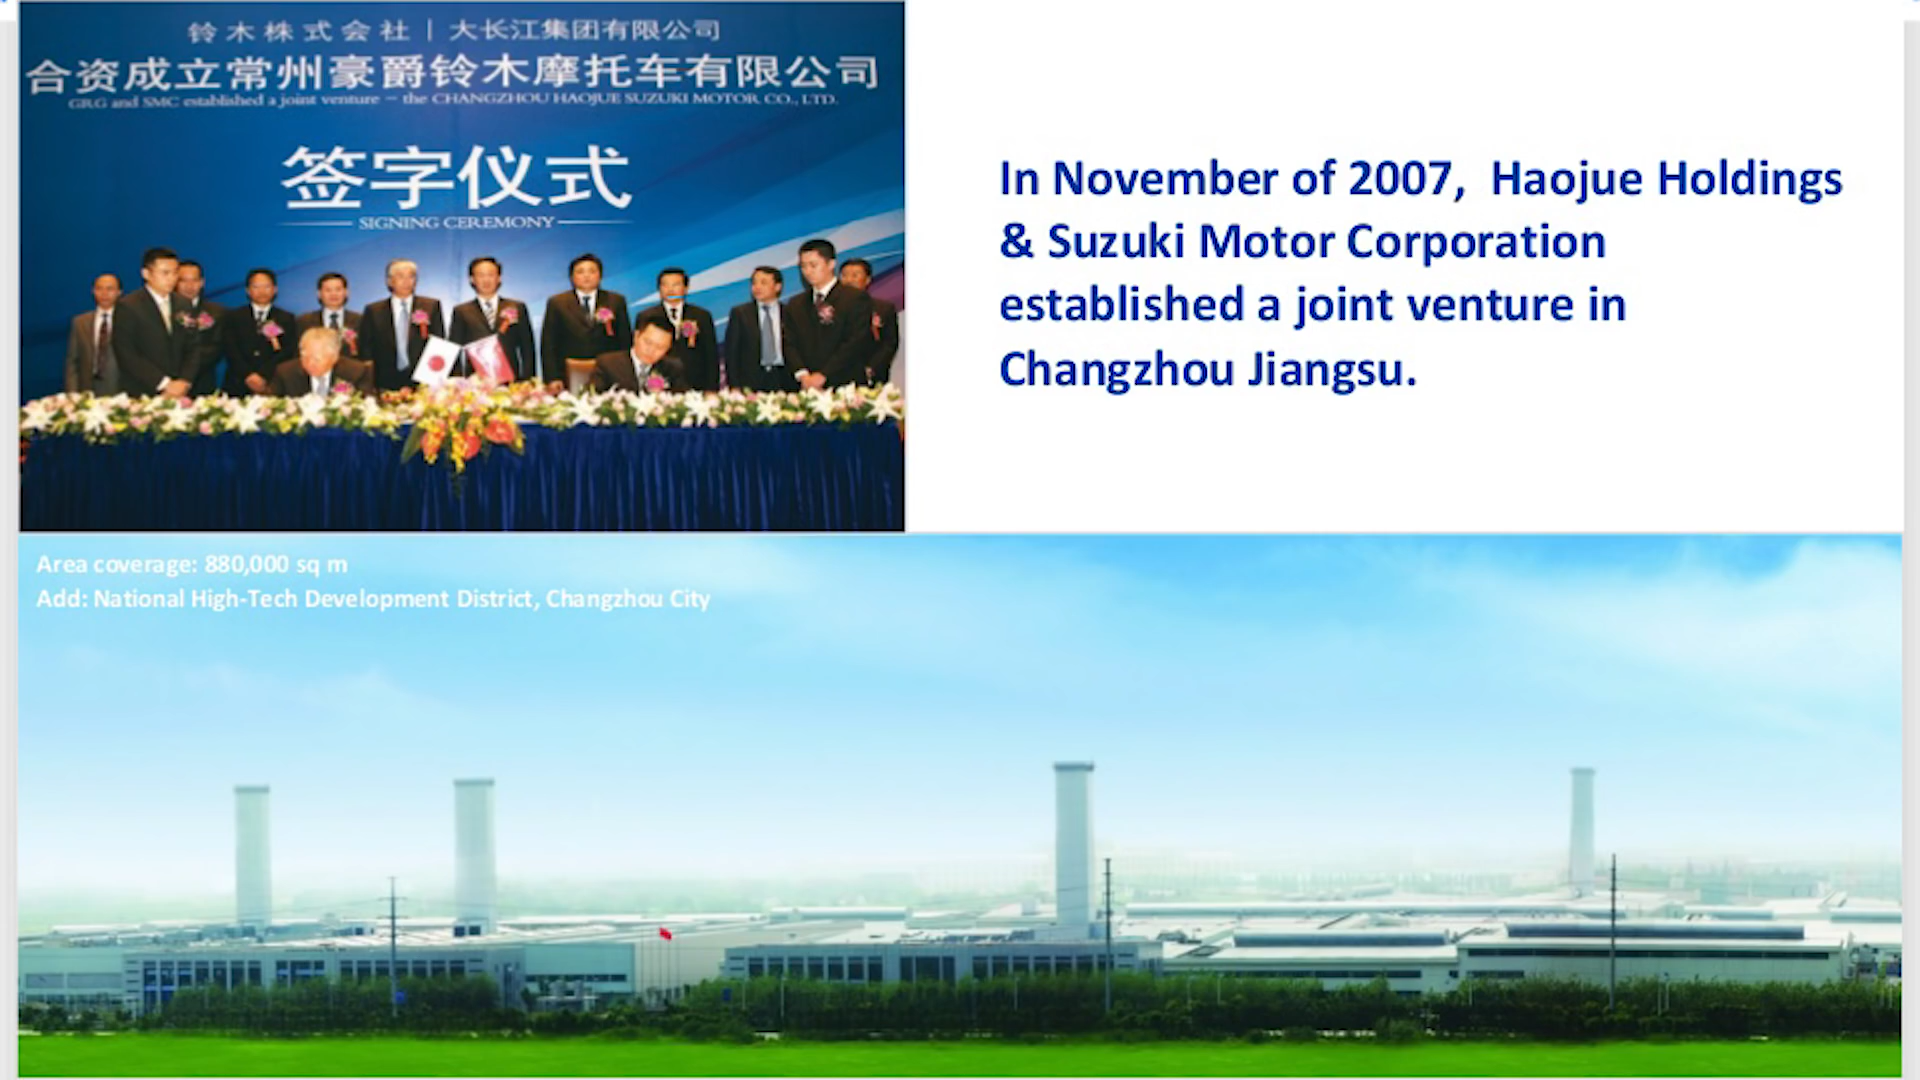 铃木株式会社 | 大长江集团有限公司
合资成立常州豪爵铃木摩托车有限公司
GRG and SMC established a joint venture － the CHANGZHOU HAOJUE SUZUKI MOTOR CO., LTD.
签字仪式
SIGNING CEREMONY
In November of 2007, Haojue Holdings
& Suzuki Motor Corporation
established a joint venture in
Changzhou Jiangsu.
Area coverage: 880,000 sq m
Add: National High-Tech Development District, Changzhou City